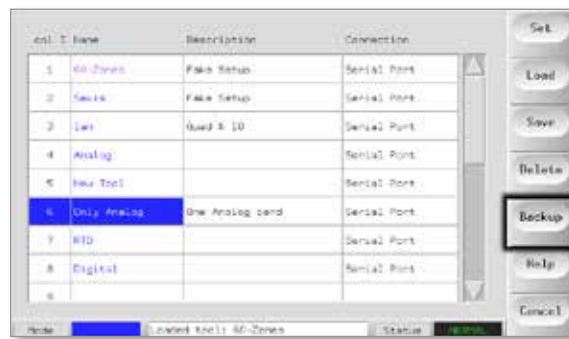 col T Name Description Connection
1 60-Zones Fake Setup Serial Port
2 Serial Port
Fake Setup
3 Ian Quad & IO Serial Port
4 Analog Serial Port
5 New Tool Serial Port
6 Only Analog One Analog card Serial Port
7 RTD Serial Port
8 Digital Serial Port
9
Mode Loaded tool: 60-Zones Status NORMAL
Set
Load
Save
Delete
Backup
Help
Cancel